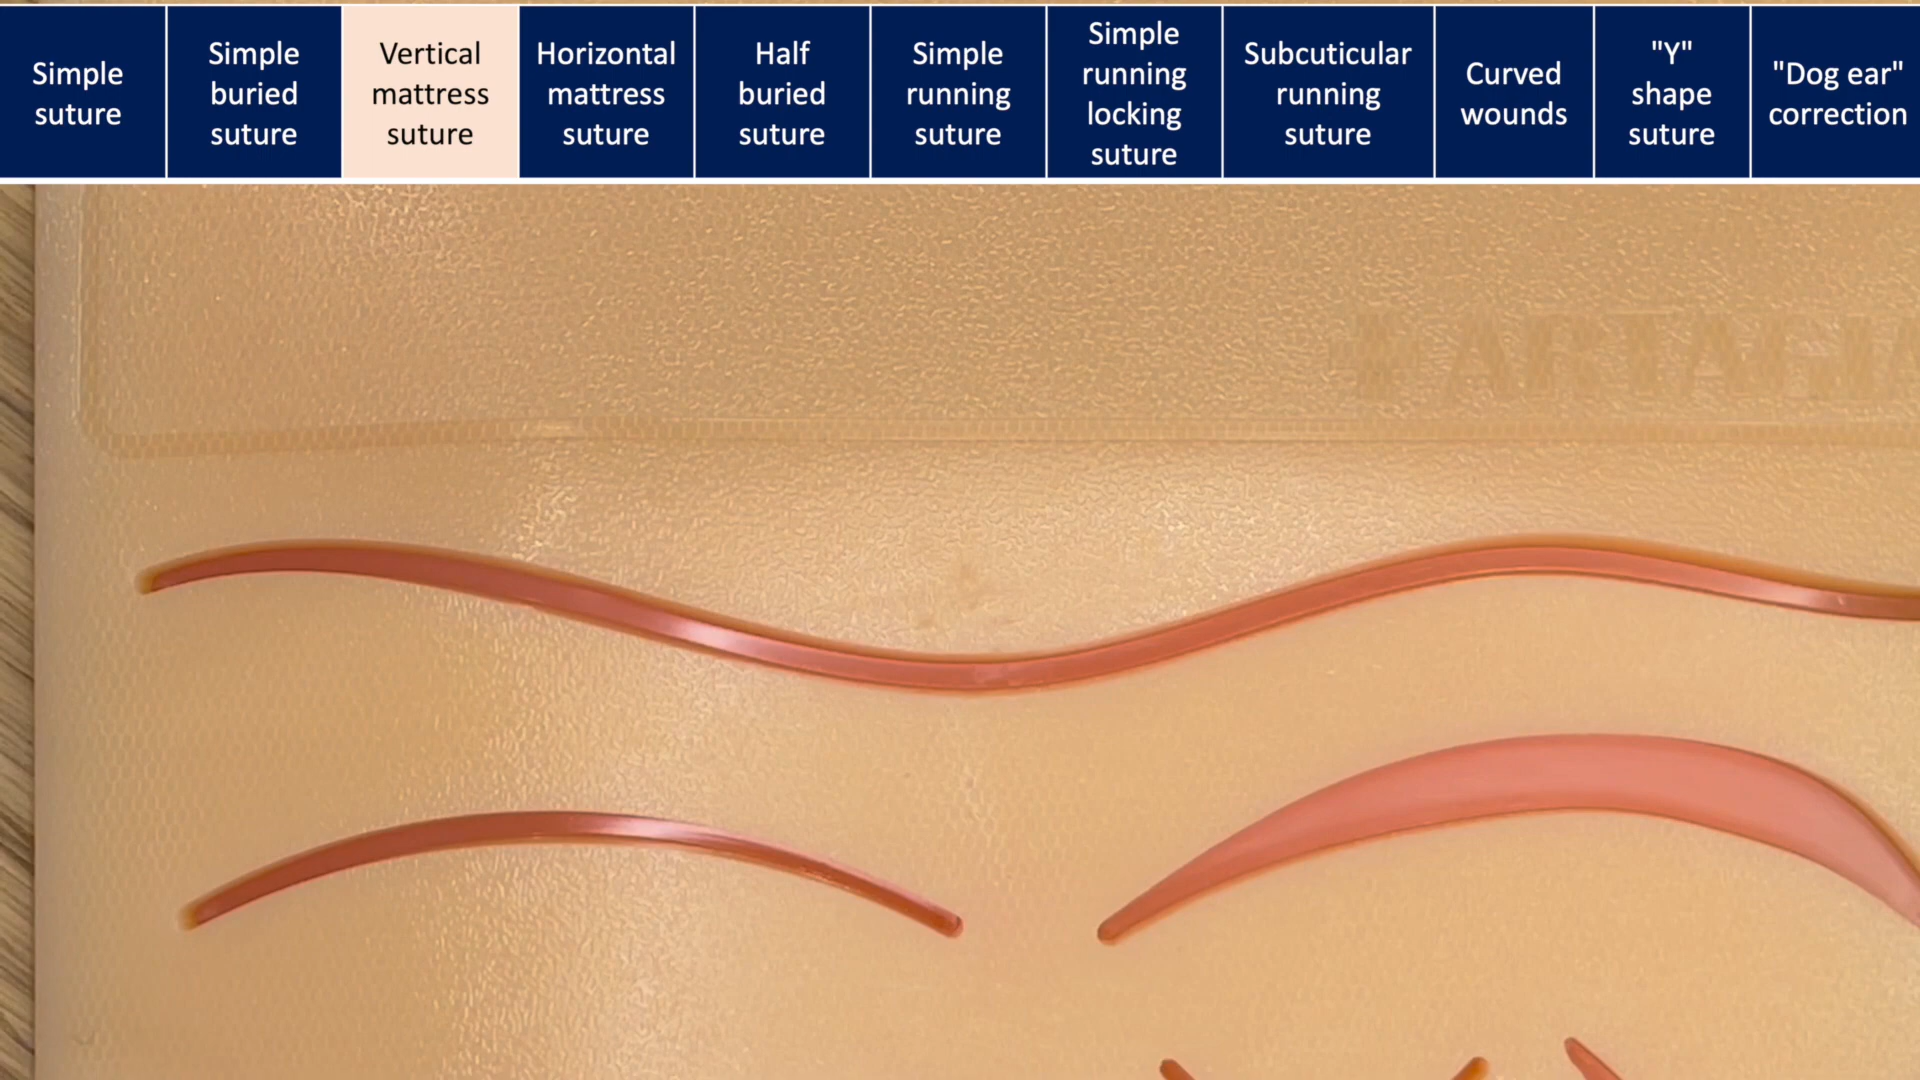 Simple
suture
Simple
buried
suture
Vertical
mattress
suture
Horizontal
mattress
suture
Half
buried
suture
Simple
running
suture
Simple
running
locking
suture
Subcuticular
running
suture
Curved
wounds
"Y"
shape
suture
"Dog ear"
correction